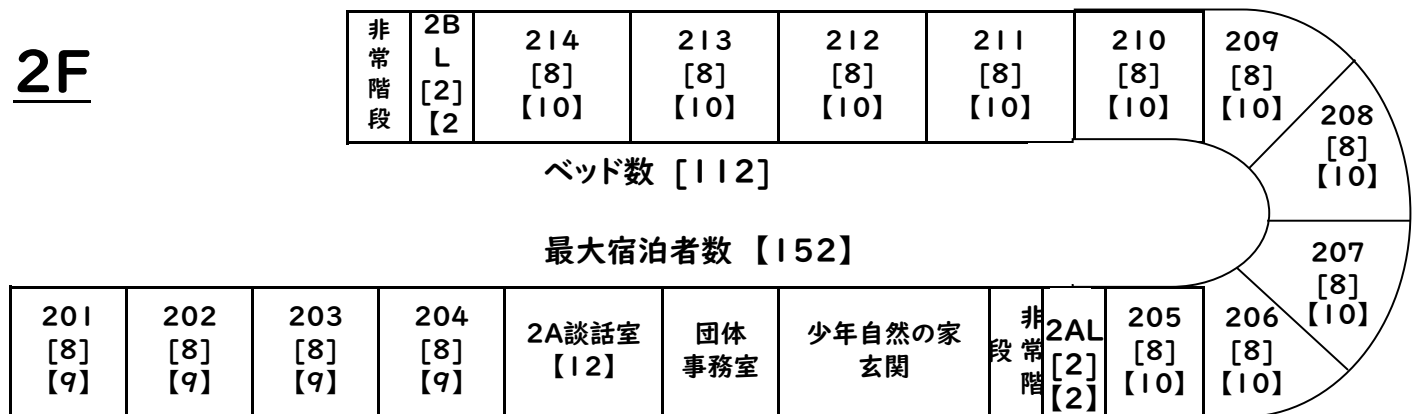 2F
非
常
階
段
2B
L
[2]
【2
214
[8]
【10】
213
[8]
【10】
212
[8]
【10】
211
[8]
【10】
210
[8]
【10】
209
[8]
【10】
208
[8]
【10】
ベッド数 [112]
最大宿泊者数 【152】
207
[8]
【10】
201
[8]
【9】
202
[8]
【9】
203
[8]
【9】
204
[8]
【9】
2A談話室
【12】
団体
事務室
少年自然の家
玄関
非
常
階
段
2AL
[2]
【2】
205
[8]
【10】
206
[8]
【10】